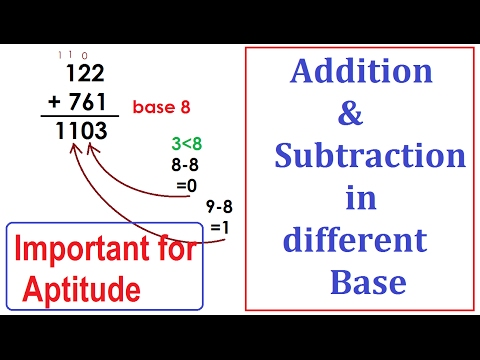 1 1 0
122
+ 761
base 8
1103
3<8
8-8
=0
9-8
=1
Important for
Aptitude
Addition
&
Subtraction
in
different
Base